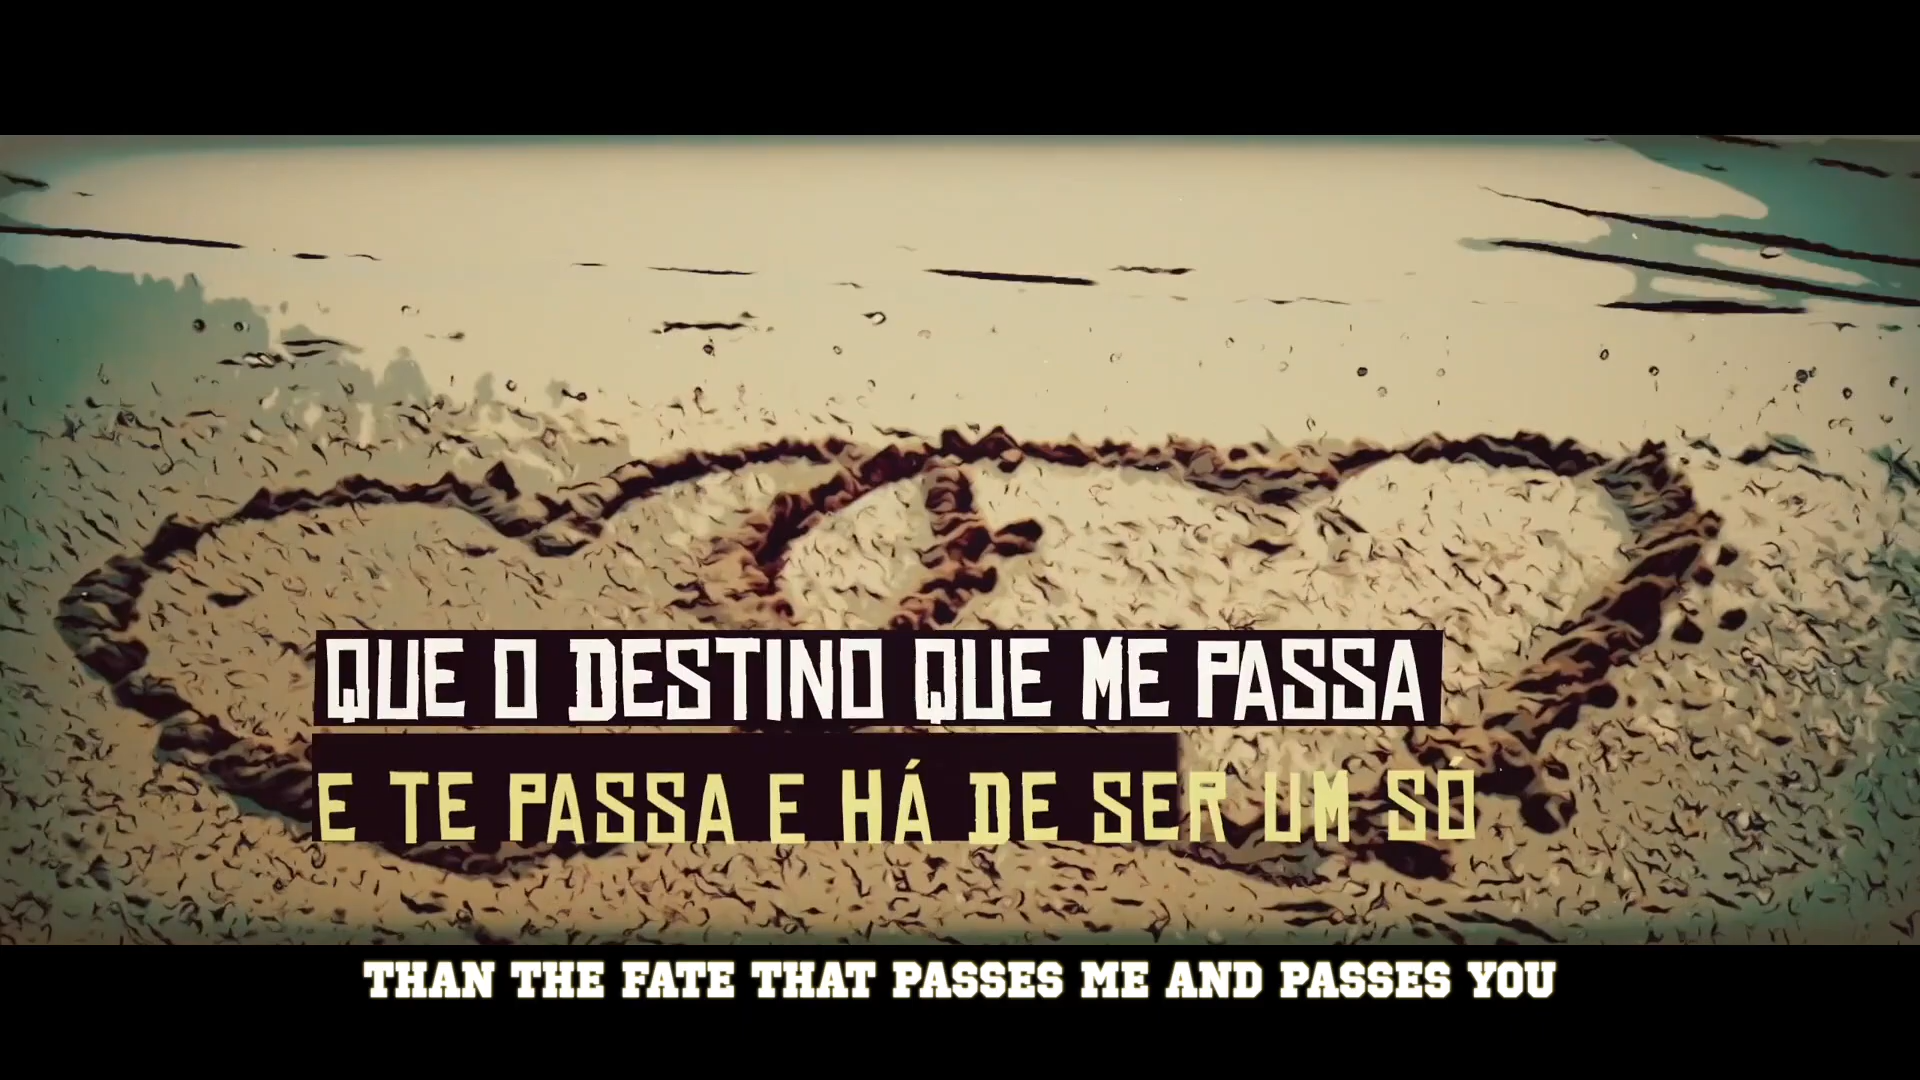 QUE O DESTINO QUE ME PASSA
E TE PASSA E HÁ DE SER UM SÓ
THAN THE FATE THAT PASSES ME AND PASSES YOU